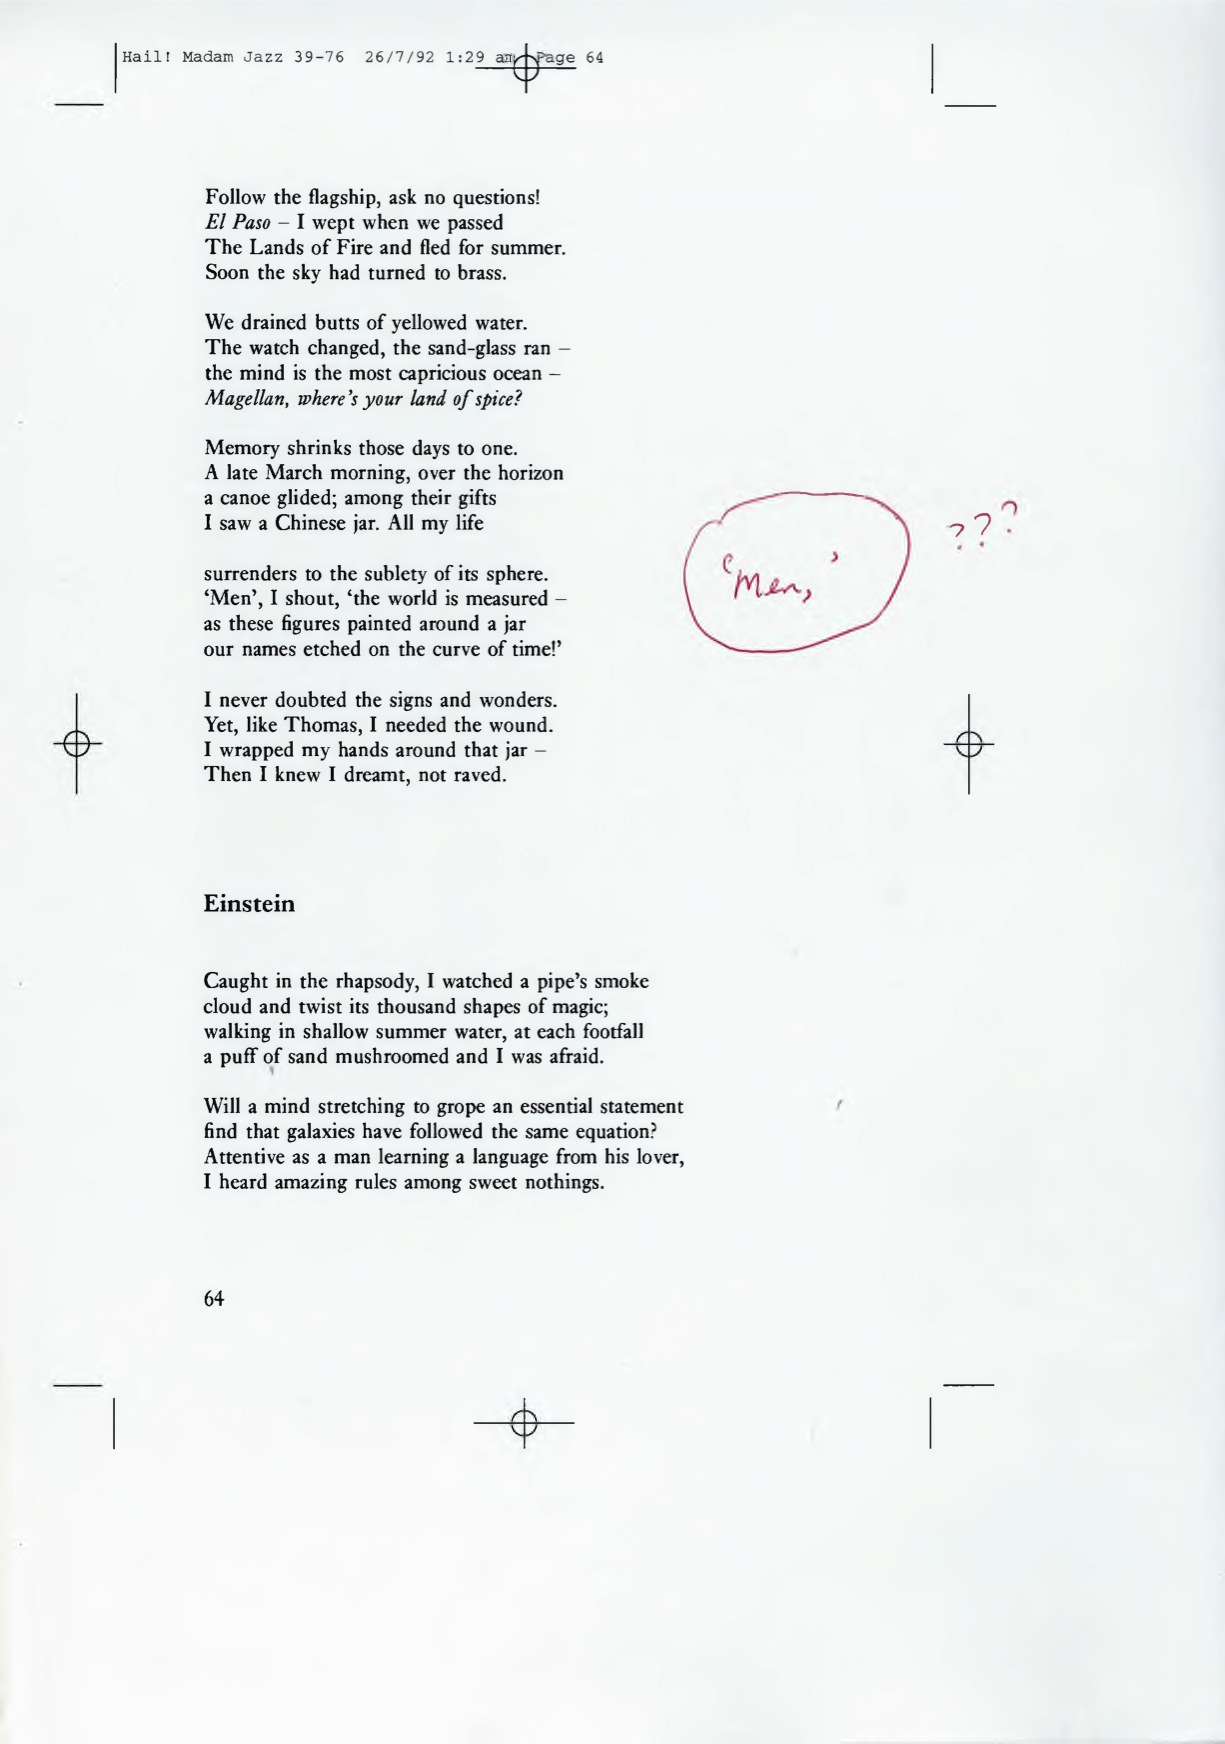 Hail! Madam Jazz 39-76 26/7/92 1:29 am Page 64
Follow the flagship, ask no questions!
El Paso – I wept when we passed
The Lands of Fire and fled for summer.
Soon the sky had turned to brass.
We drained butts of yellowed water.
The watch changed, the sand-glass ran –
the mind is the most capricious ocean –
Magellan, where's your land of spice?
Memory shrinks those days to one.
A late March morning, over the horizon
a canoe glided; among their gifts
I saw a Chinese jar. All my life
surrenders to the sublety of its sphere.
‘Men’, I shout, ‘the world is measured –
as these figures painted around a jar
our names etched on the curve of time!’
‘Men,’ ???
I never doubted the signs and wonders.
Yet, like Thomas, I needed the wound.
I wrapped my hands around that jar –
Then I knew I dreamt, not raved.
Einstein
Caught in the rhapsody, I watched a pipe’s smoke
cloud and twist its thousand shapes of magic;
walking in shallow summer water, at each footfall
a puff of sand mushroomed and I was afraid.
Will a mind stretching to grope an essential statement
find that galaxies have followed the same equation?
Attentive as a man learning a language from his lover,
I heard amazing rules among sweet nothings.
64